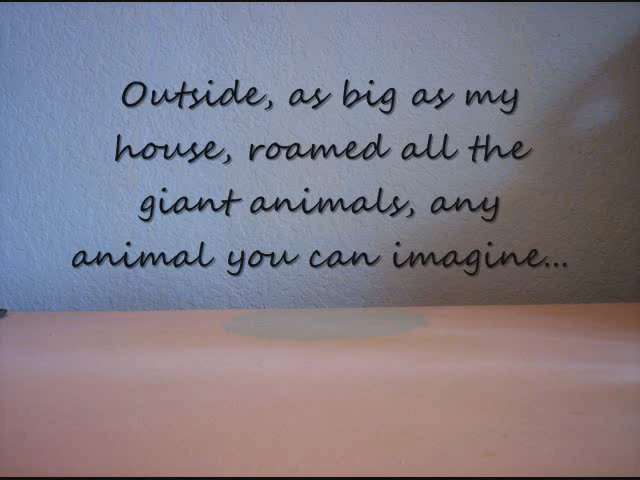 Outside, as big as my
house, roamed all the
giant animals, any
animal you can imagine...